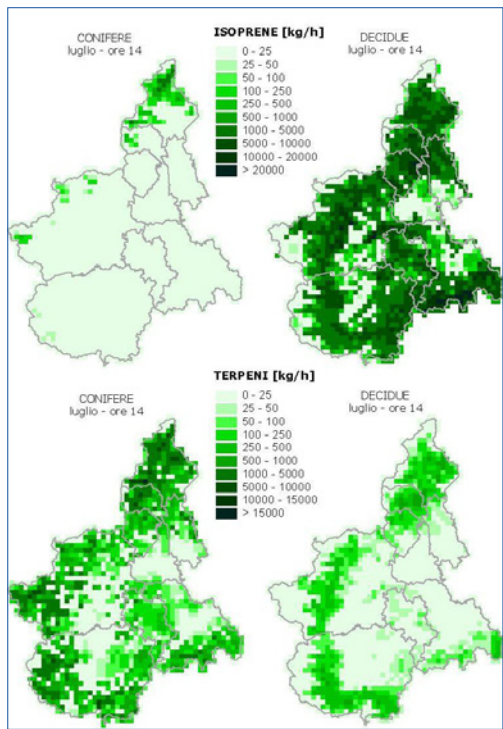 CONIFERE
luglio - ore 14
ISOPRENE [kg/h]
0 - 25
25 - 50
50 - 100
100 - 250
250 - 500
500 - 1000
1000 - 5000
5000 - 10000
10000 - 20000
> 20000
DECIDUE
luglio - ore 14
CONIFERE
luglio - ore 14
TERPENI [kg/h]
0 - 25
25 - 50
50 - 100
100 - 250
250 - 500
500 - 1000
1000 - 5000
5000 - 10000
10000 - 15000
> 15000
DECIDUE
luglio - ore 14